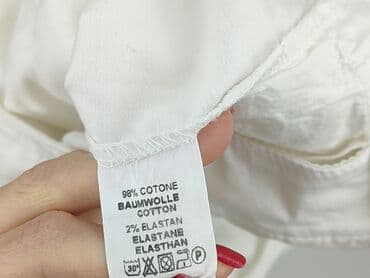 98% COTONE
BAUMWOLLE
COTTON
2% ELASTAN
ELASTANE
ELASTHAN
30° P